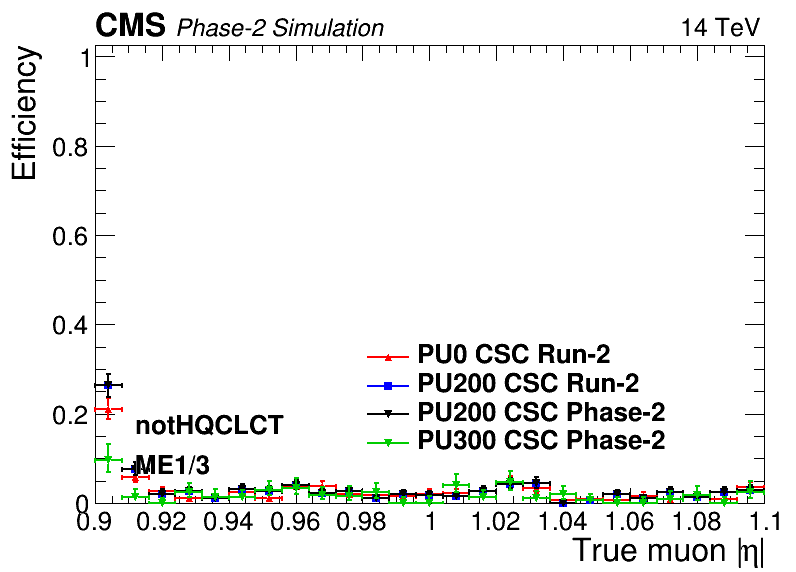 CMS Phase-2 Simulation 14 TeV
Efficiency
1
0.8
0.6
0.4
0.2
0
PU0 CSC Run-2
PU200 CSC Run-2
PU200 CSC Phase-2
PU300 CSC Phase-2
notHQCLCT
ME1/3
0.9 0.92 0.94 0.96 0.98 1 1.02 1.04 1.06 1.08 1.1
True muon |η|